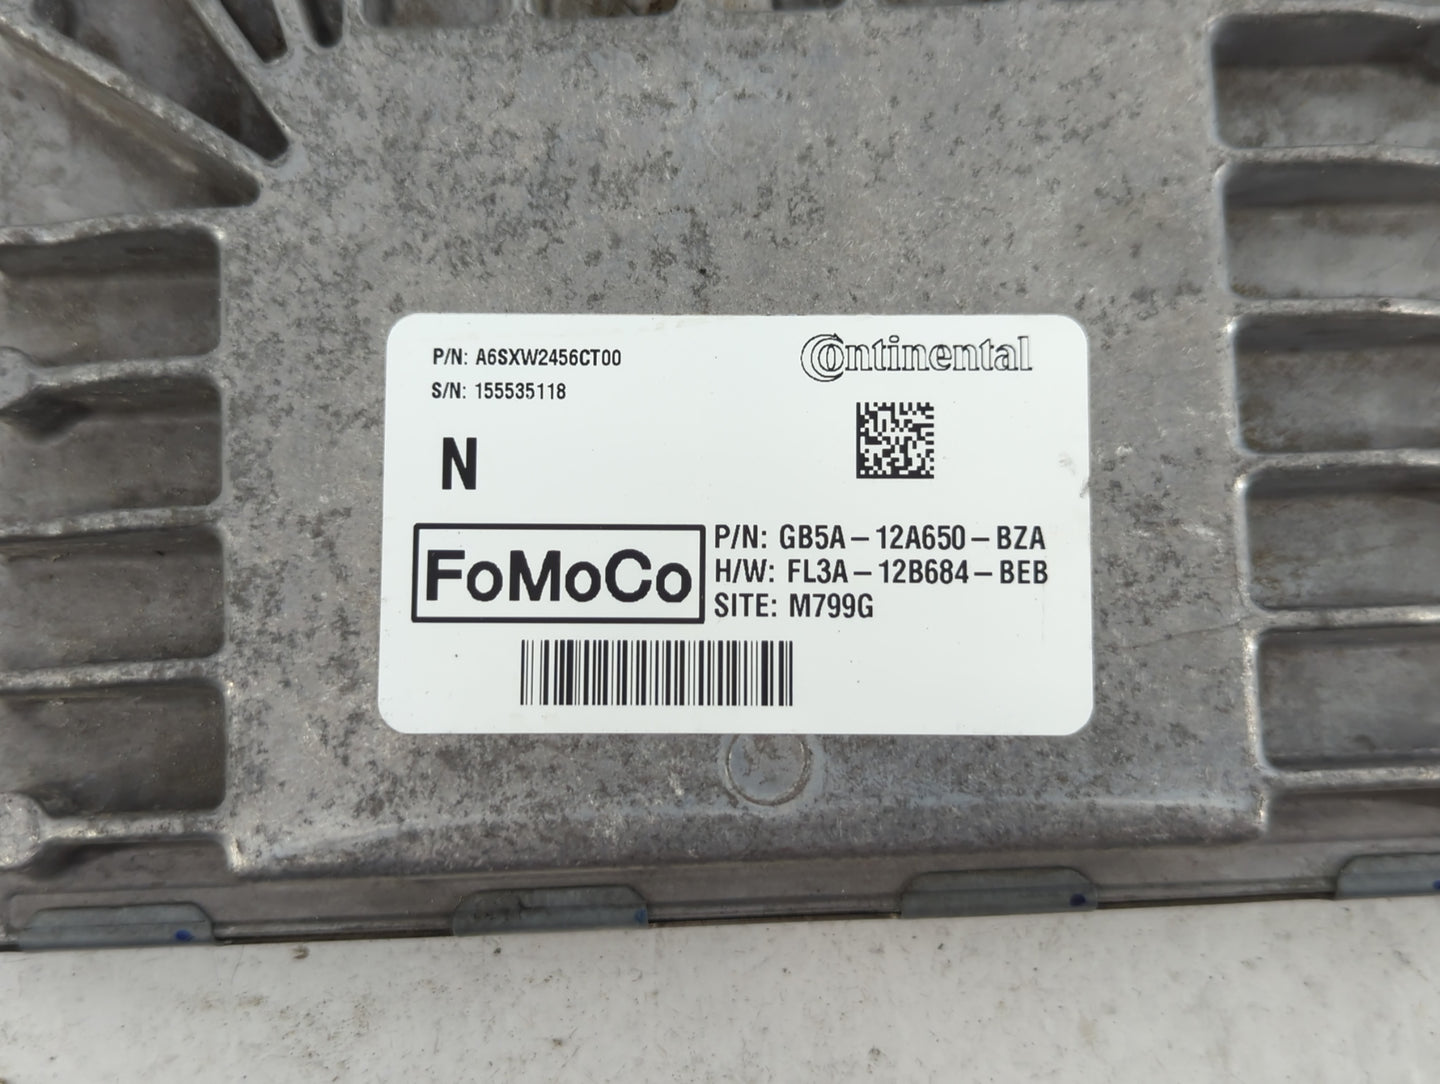 P/N: A6SXW2456CT00
S/N: 155535118
Continental
N
FoMoCo
P/N: GB5A-12A650-BZA
H/W: FL3A-12B684-BEB
SITE: M799G